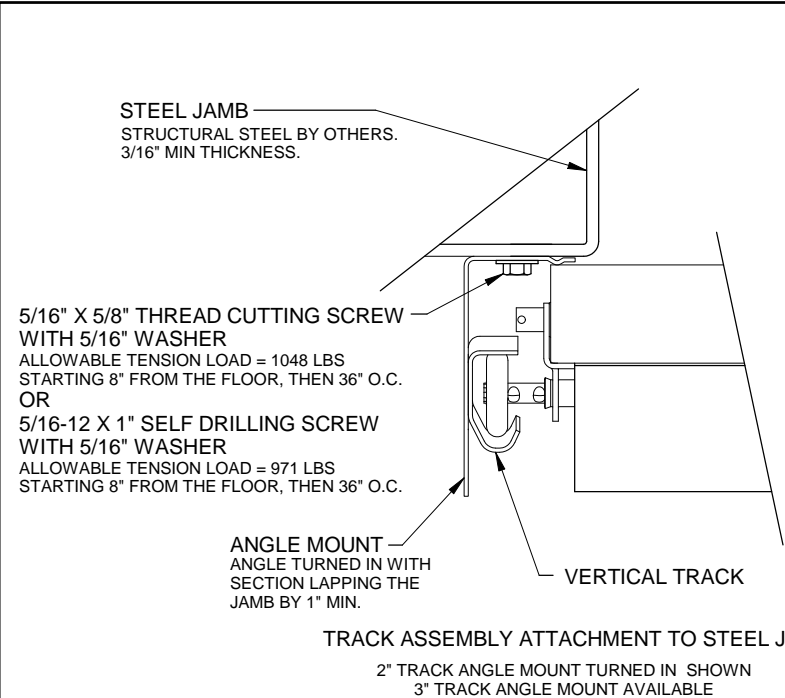 STEEL JAMB
STRUCTURAL STEEL BY OTHERS.
3/16" MIN THICKNESS.
5/16" X 5/8" THREAD CUTTING SCREW
WITH 5/16" WASHER
ALLOWABLE TENSION LOAD = 1048 LBS
STARTING 8" FROM THE FLOOR, THEN 36" O.C.
OR
5/16-12 X 1" SELF DRILLING SCREW
WITH 5/16" WASHER
ALLOWABLE TENSION LOAD = 971 LBS
STARTING 8" FROM THE FLOOR, THEN 36" O.C.
ANGLE MOUNT
ANGLE TURNED IN WITH
SECTION LAPPING THE
JAMB BY 1" MIN.
VERTICAL TRACK
TRACK ASSEMBLY ATTACHMENT TO STEEL J
2" TRACK ANGLE MOUNT TURNED IN SHOWN
3" TRACK ANGLE MOUNT AVAILABLE